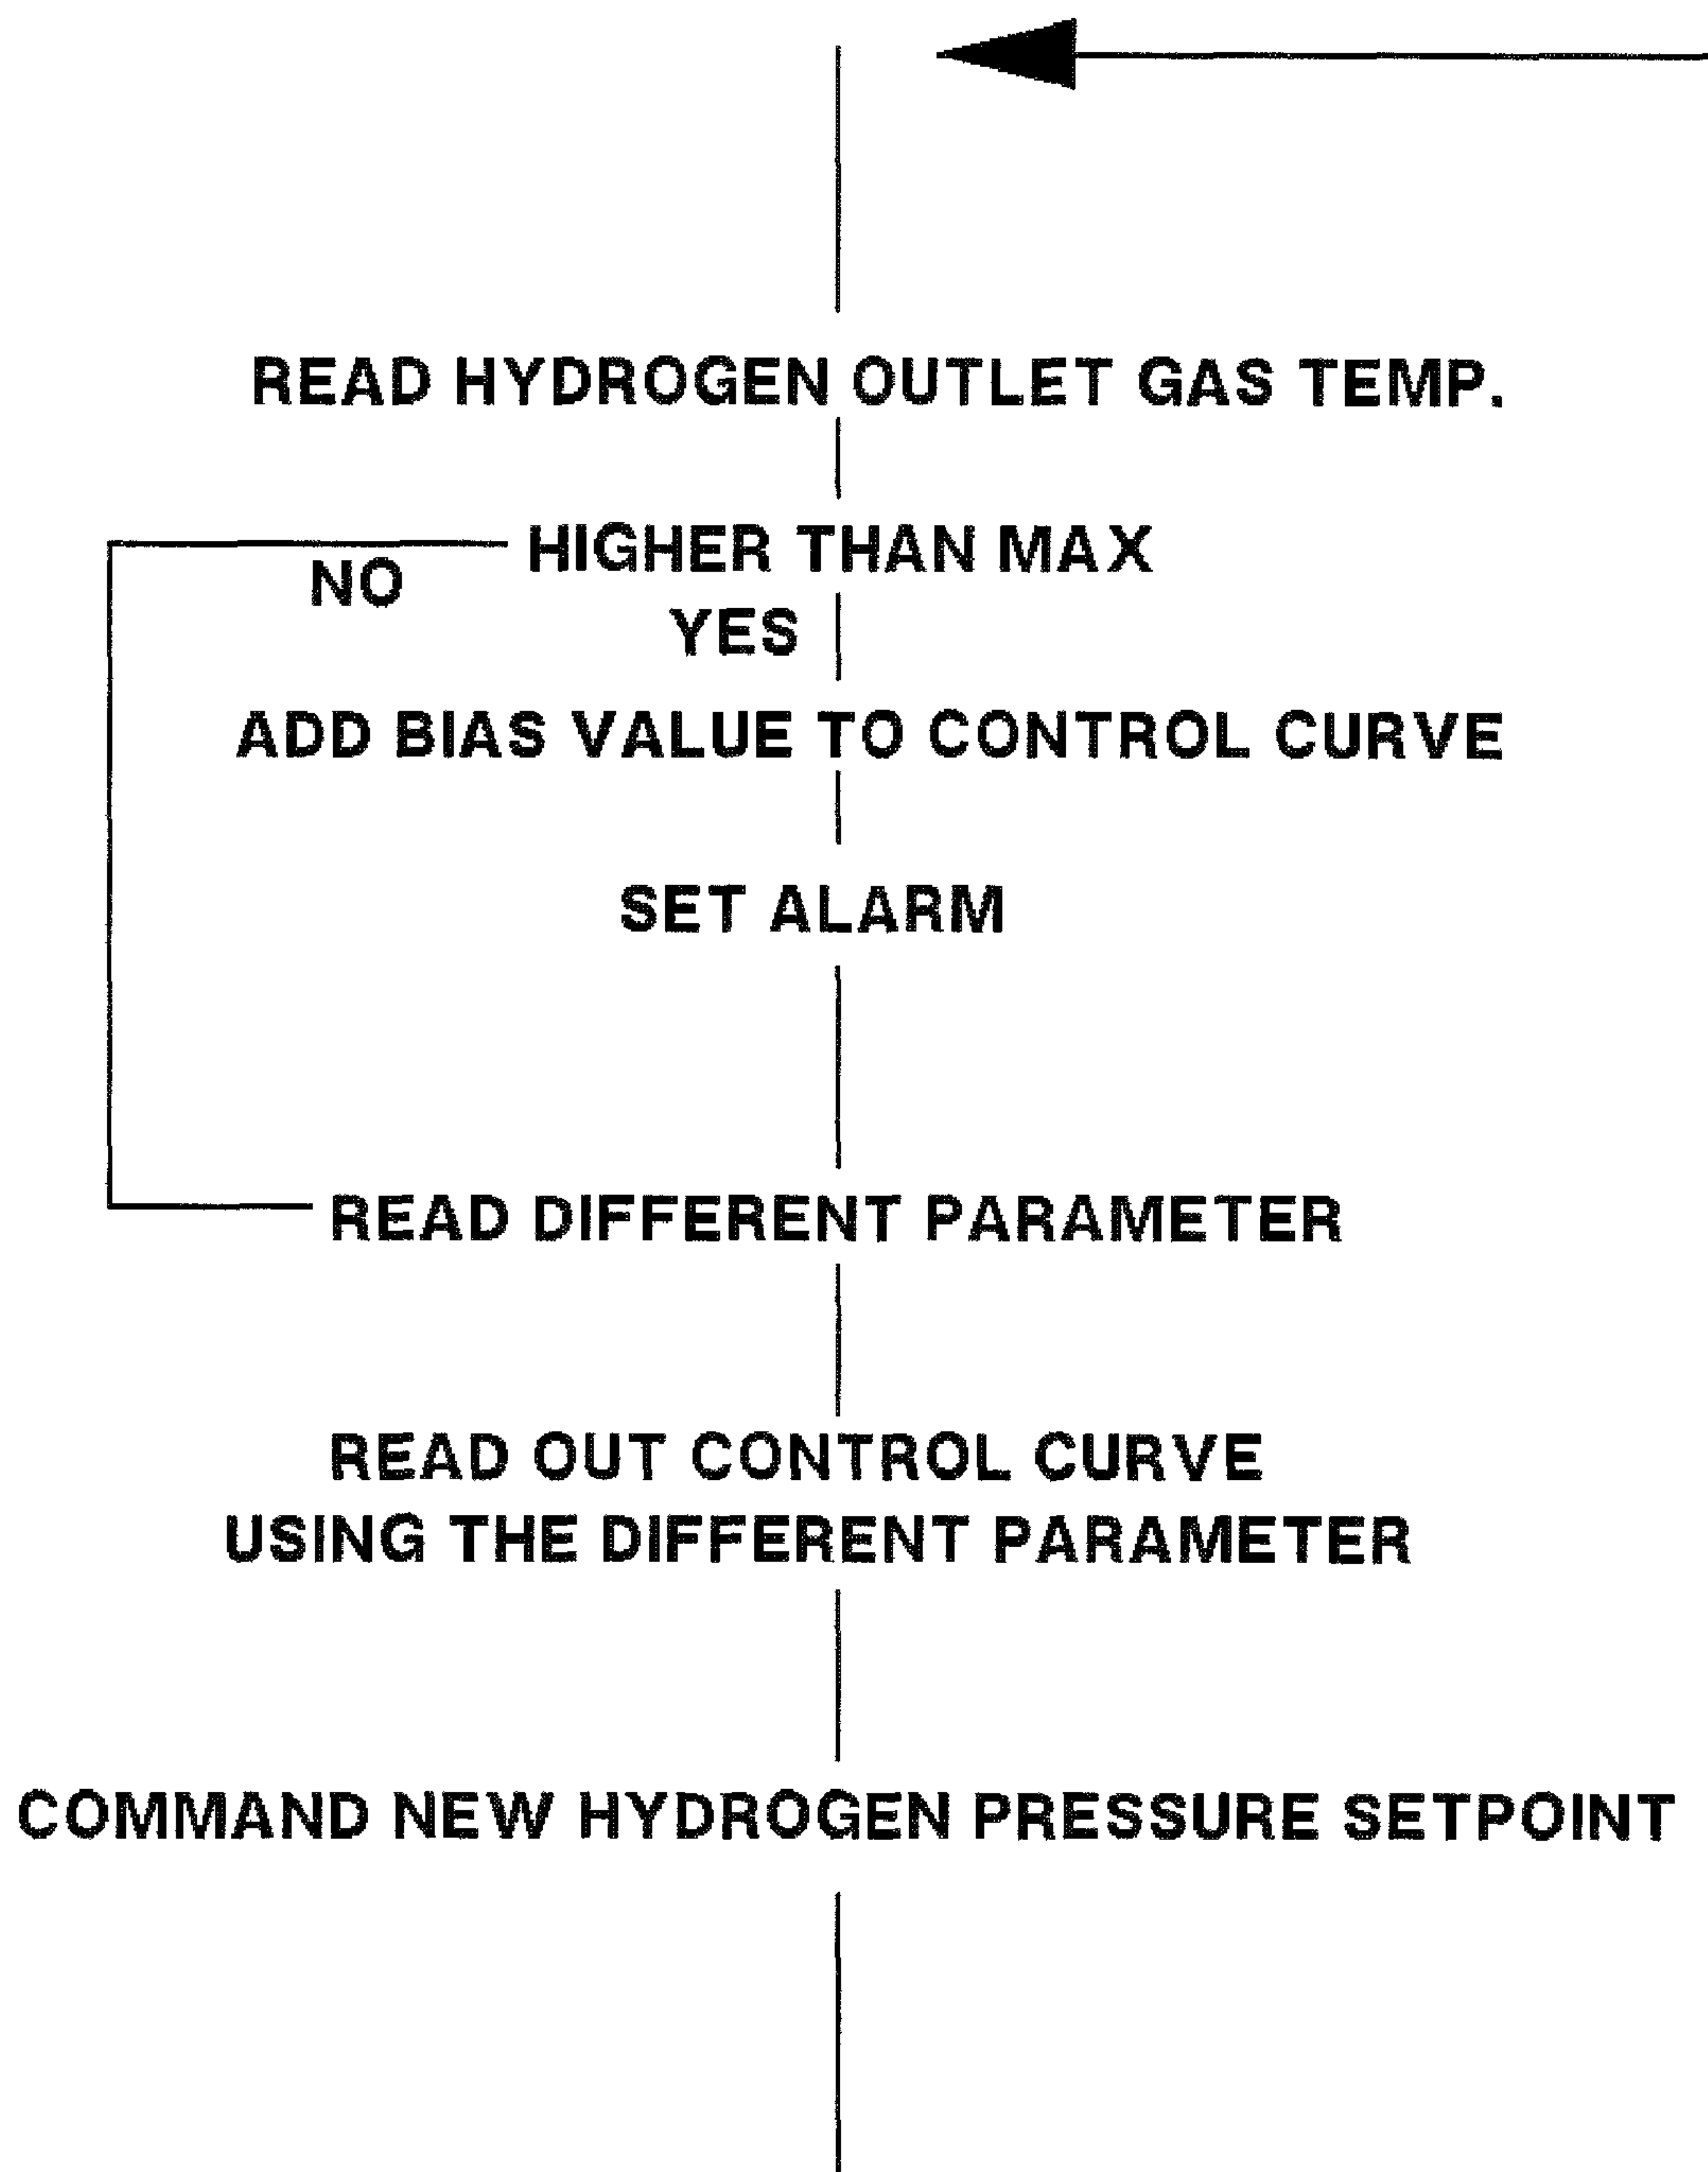 READ HYDROGEN OUTLET GAS TEMP.
HIGHER THAN MAX
NO
YES
ADD BIAS VALUE TO CONTROL CURVE
SET ALARM
READ DIFFERENT PARAMETER
READ OUT CONTROL CURVE
USING THE DIFFERENT PARAMETER
COMMAND NEW HYDROGEN PRESSURE SETPOINT